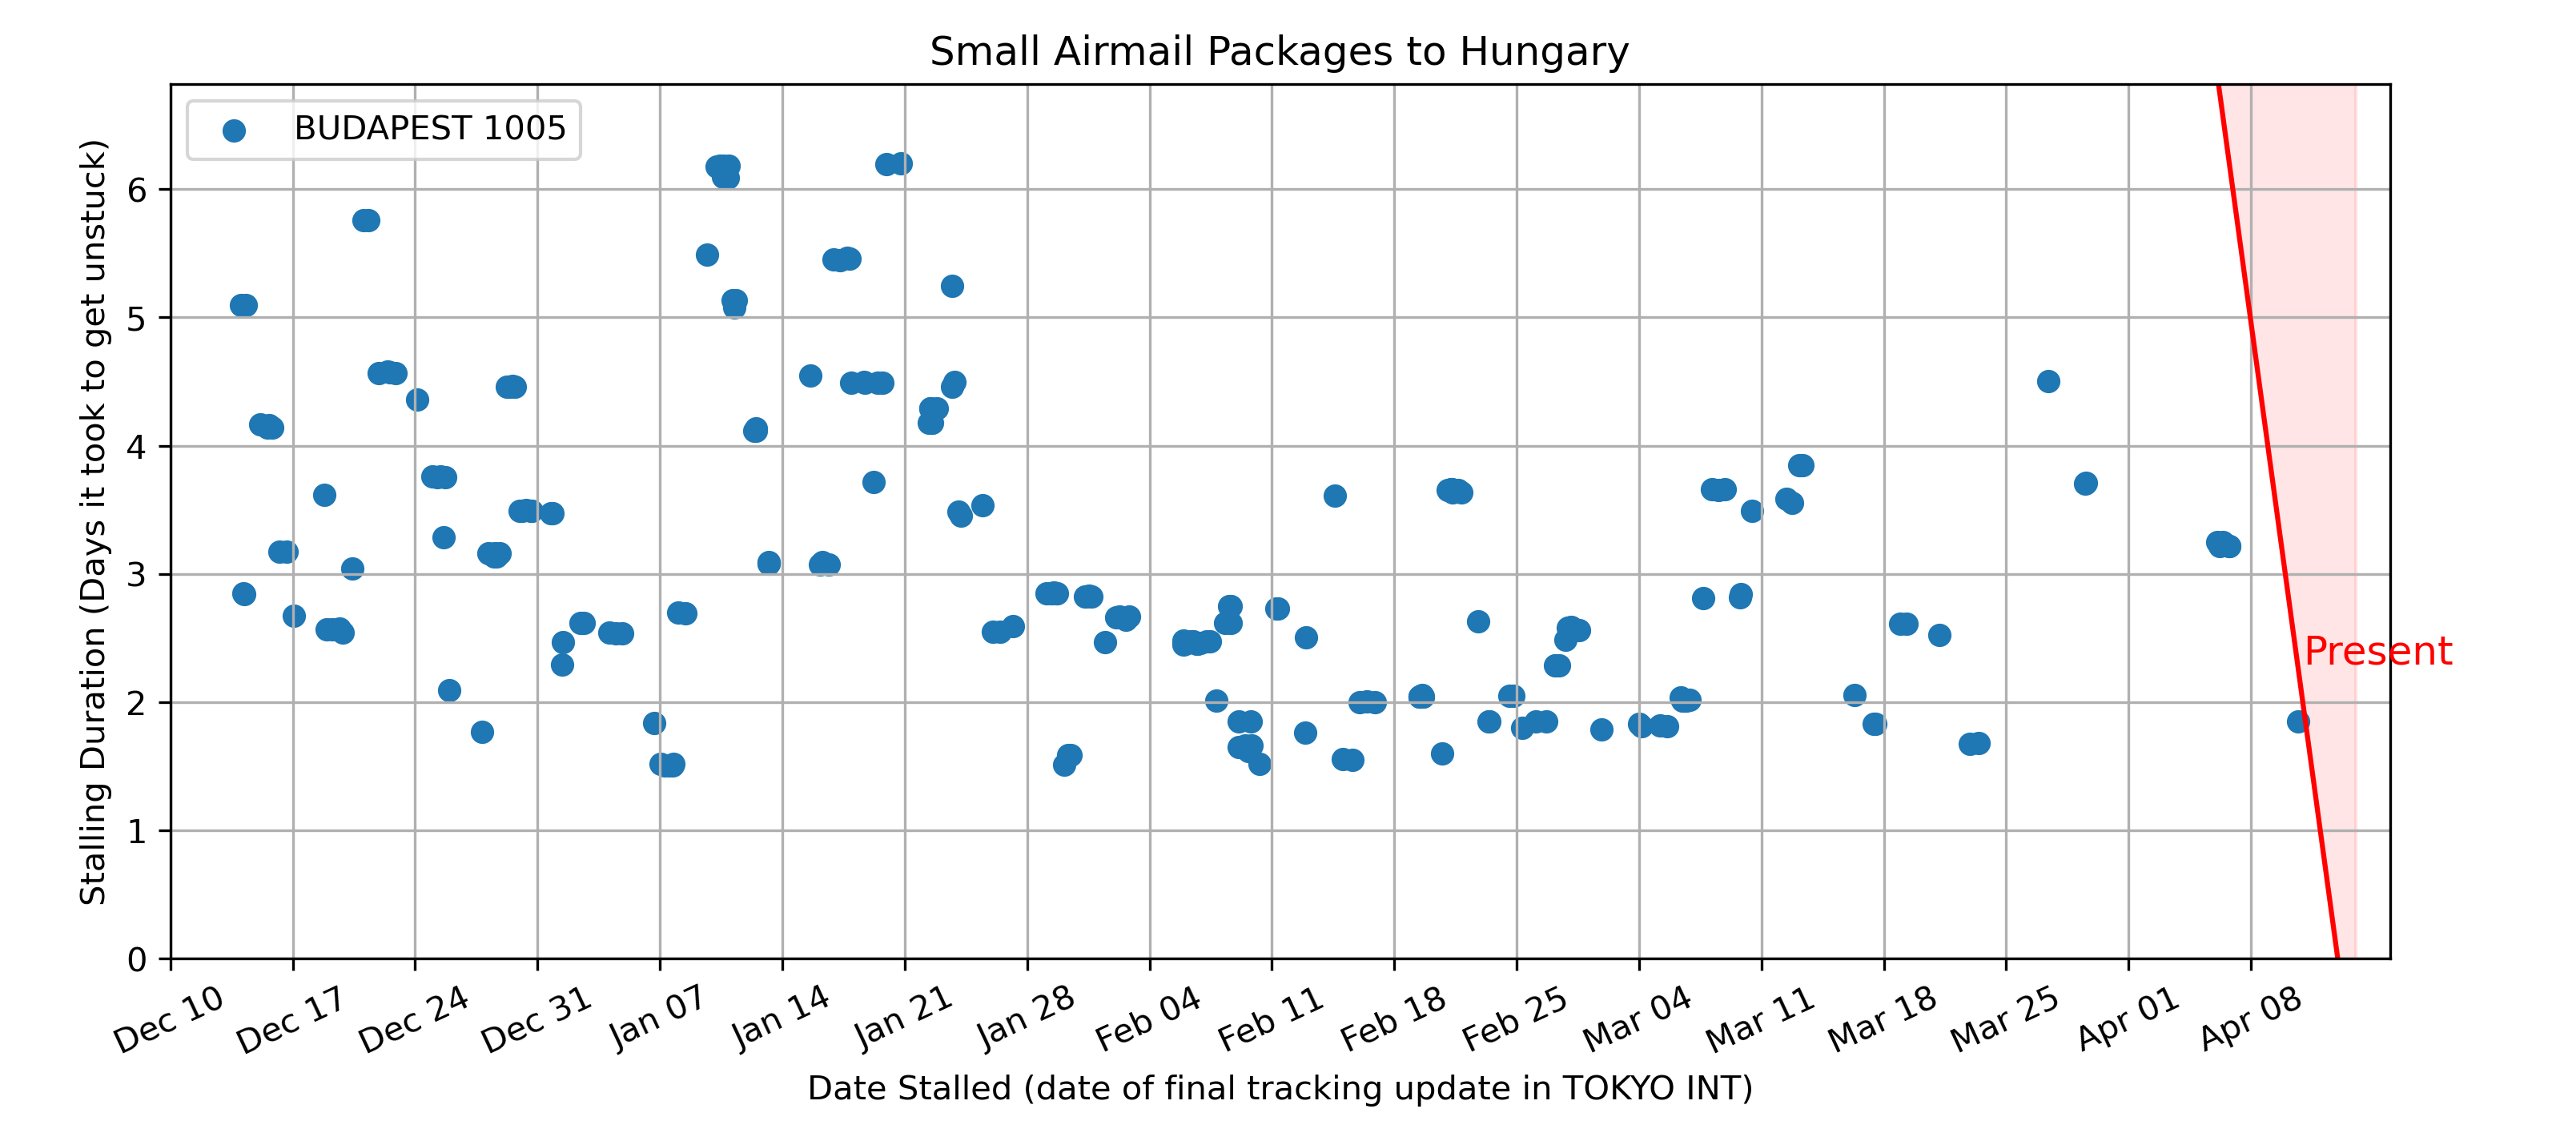 Small Airmail Packages to Hungary
BUDAPEST 1005
Stalling Duration (Days it took to get unstuck)
6
5
4
3
2
1
0
Present
Dec 10
Dec 17
Dec 24
Dec 31
Jan 07
Jan 14
Jan 21
Jan 28
Feb 04
Feb 11
Feb 18
Feb 25
Mar 04
Mar 11
Mar 18
Mar 25
Apr 01
Apr 08
Date Stalled (date of final tracking update in TOKYO INT)